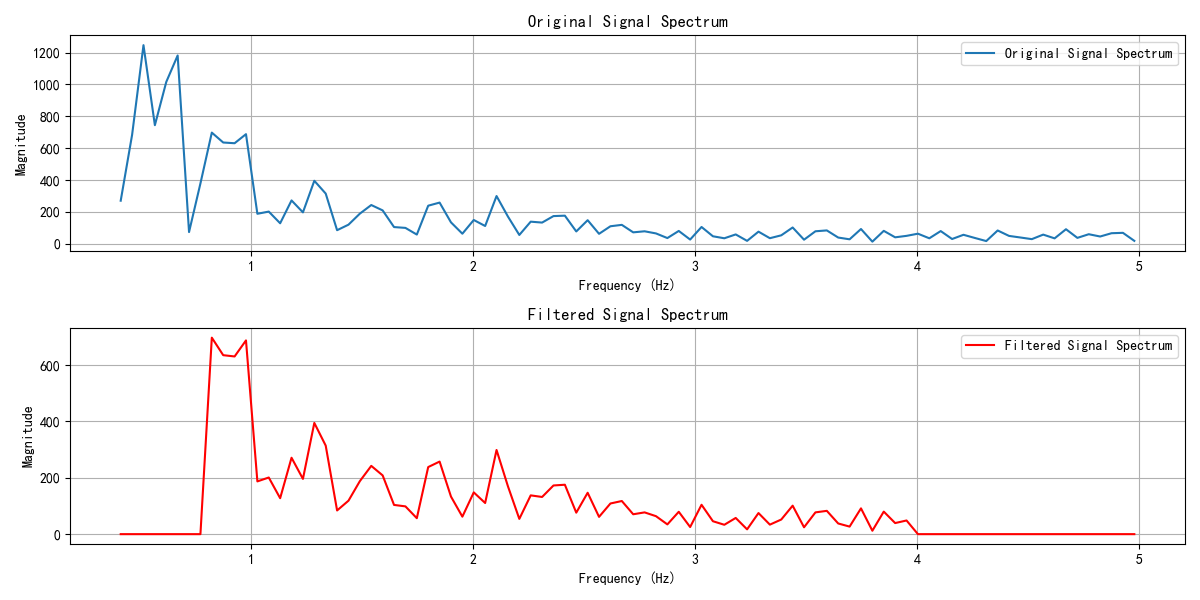 Original Signal Spectrum
Original Signal Spectrum
Magnitude
1200
1000
800
600
400
200
0
1 2 3 4 5
Frequency (Hz)
Filtered Signal Spectrum
Filtered Signal Spectrum
Magnitude
600
400
200
0
1 2 3 4 5
Frequency (Hz)